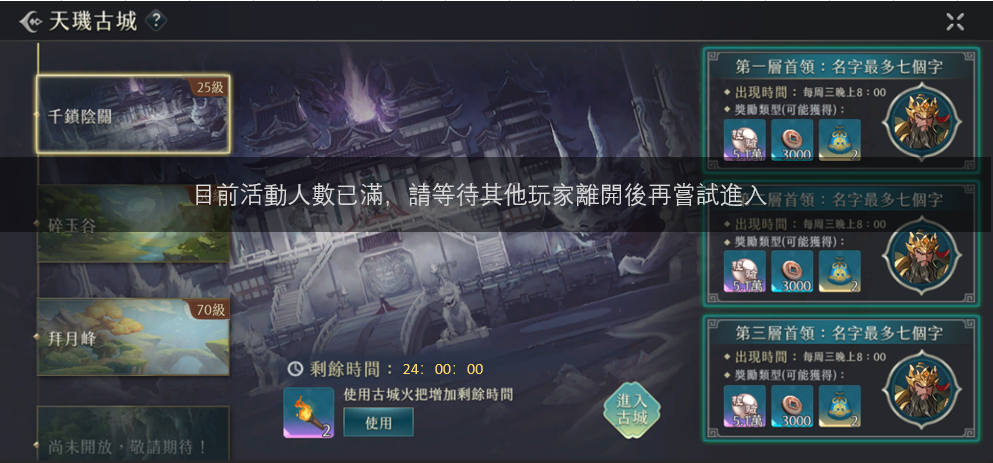 天璣古城 ?
25級
千鎖陰關
碎玉谷
70級
拜月峰
尚未開放，敬請期待！
目前活動人數已滿，請等待其他玩家離開後再嘗試進入
剩餘時間： 24：00：00
使用古城火把增加剩餘時間
2
使用
進入
古城
第一層首領：名字最多七個字
出現時間：每周三晚上8：00
獎勵類型(可能獲得)：
5.1萬 3000 2
第二層首領：名字最多七個字
出現時間：每周三晚上8：00
獎勵類型(可能獲得)：
5.1萬 3000 2
第三層首領：名字最多七個字
出現時間：每周三晚上8：00
獎勵類型(可能獲得)：
5.1萬 3000 2